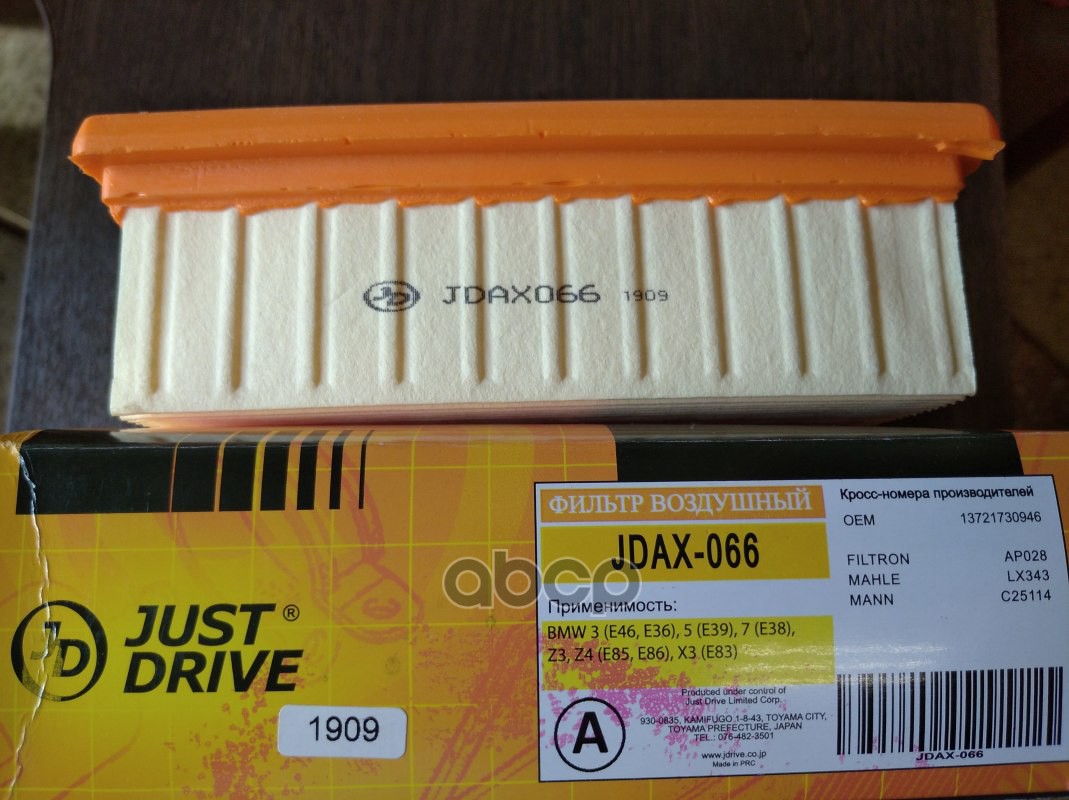 JD JDAX066 1909
ФИЛЬТР ВОЗДУШНЫЙ
JDAX-066
Применимость:
BMW 3 (E46, E36), 5 (E39), 7 (E38),
Z3, Z4 (E85, E86), X3 (E83)
Кросс-номера производителей
OEM 13721730946
FILTRON AP028
MAHLE LX343
MANN C25114
abcp
JD
JUST ®
DRIVE
1909
A
Produced under control of
Just Drive Limited Corp.
930-0835, KAMIFUGO,1-8-43, TOYAMA CITY,
TOYAMA PREFECTURE, JAPAN
TEL.: 076-482-3501
www.jdrive.co.jp
Made in PRC
JDAX-066